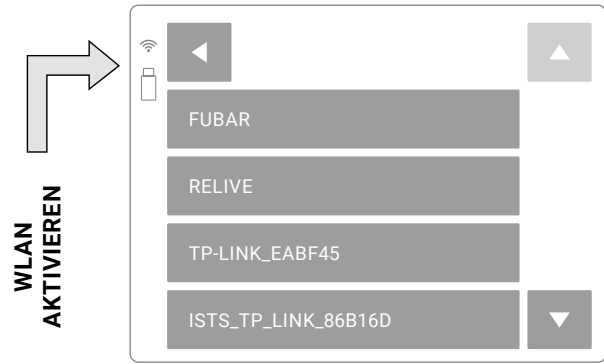 WLAN
AKTIVIEREN
FUBAR
RELIVE
TP-LINK_EABF45
ISTS_TP_LINK_86B16D